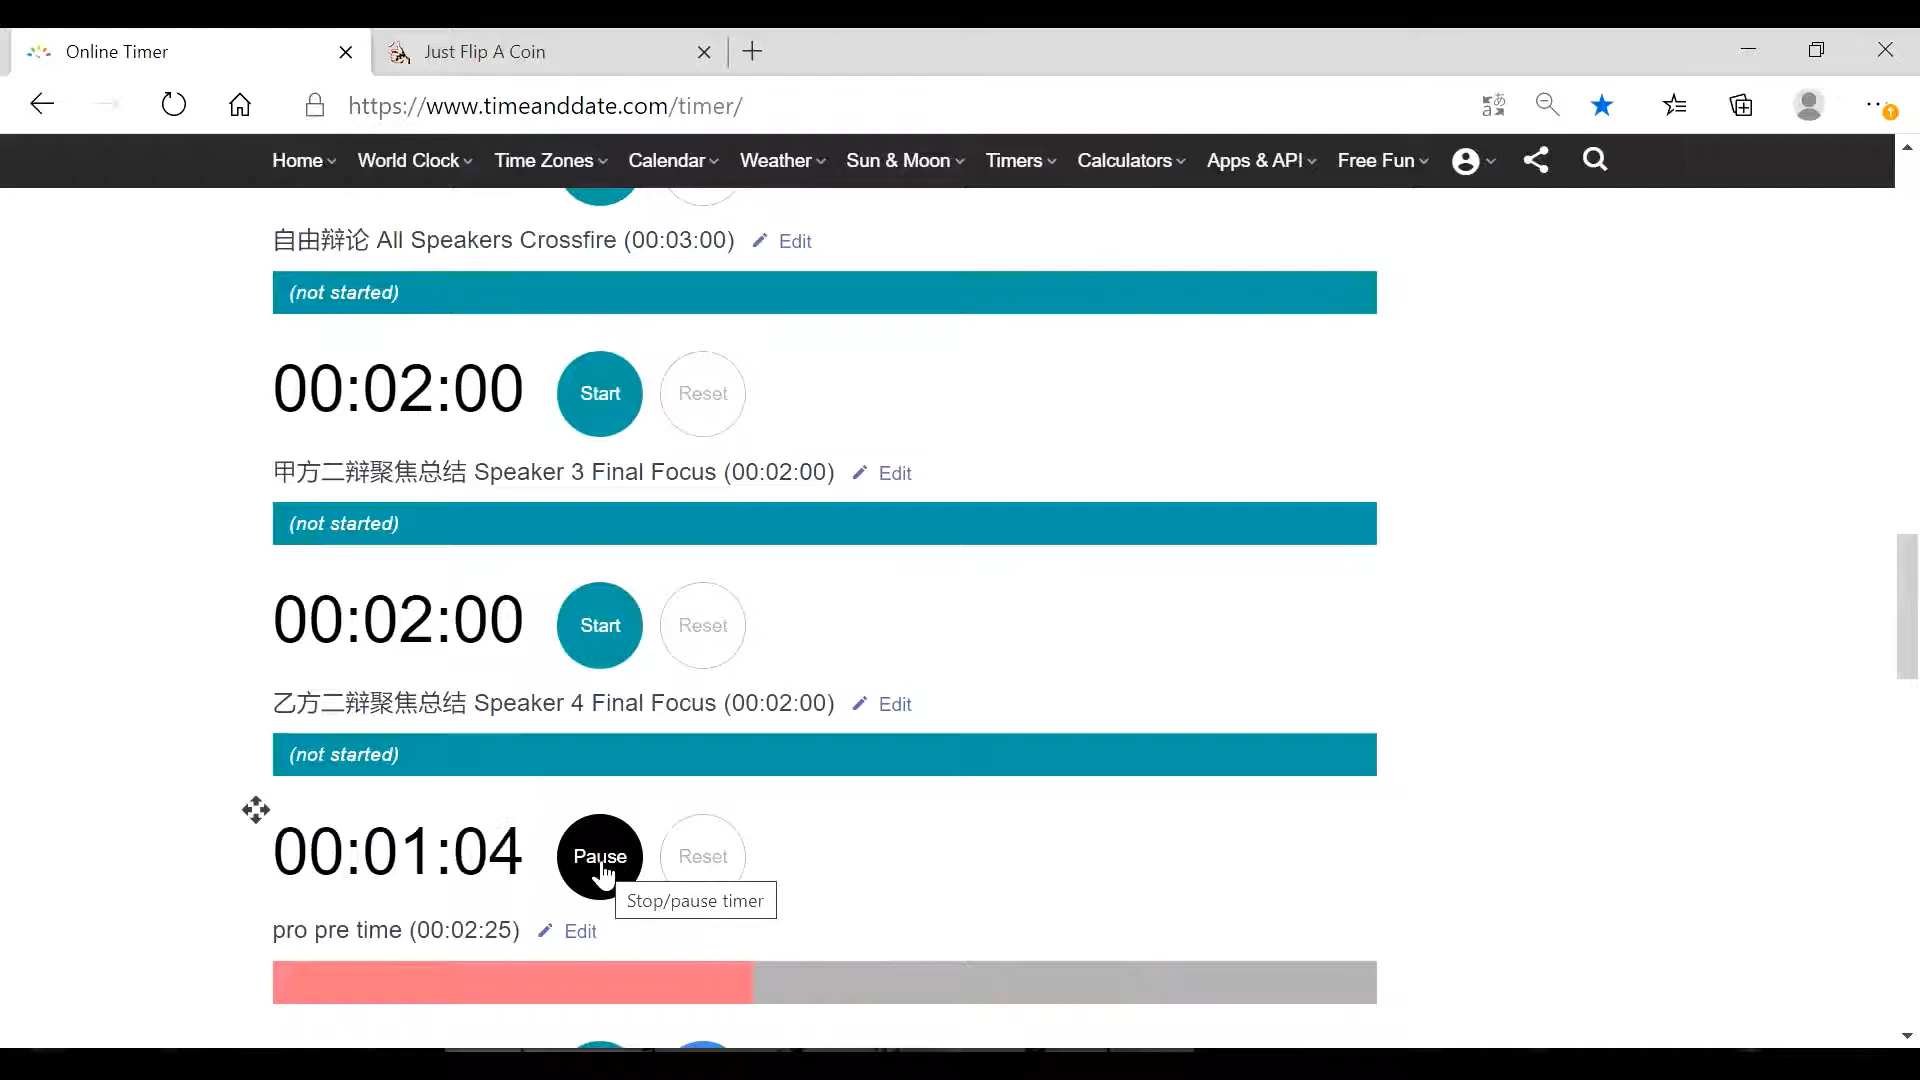 Online Timer
Just Flip A Coin
https://www.timeanddate.com/timer/
Home World Clock Time Zones Calendar Weather Sun & Moon Timers Calculators Apps & API Free Fun
自由辩论 All Speakers Crossfire (00:03:00) Edit
(not started)
00:02:00 Start Reset
甲方二辩聚焦总结 Speaker 3 Final Focus (00:02:00) Edit
(not started)
00:02:00 Start Reset
乙方二辩聚焦总结 Speaker 4 Final Focus (00:02:00) Edit
(not started)
00:01:04 Pause Reset
Stop/pause timer
pro pre time (00:02:25) Edit